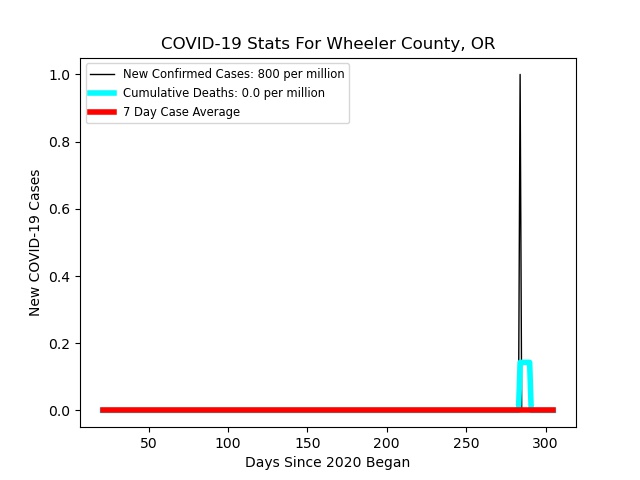 COVID-19 Stats For Wheeler County, OR
New Confirmed Cases: 800 per million
Cumulative Deaths: 0.0 per million
7 Day Case Average
1.0
0.8
0.6
0.4
0.2
0.0
New COVID-19 Cases
50 100 150 200 250 300
Days Since 2020 Began